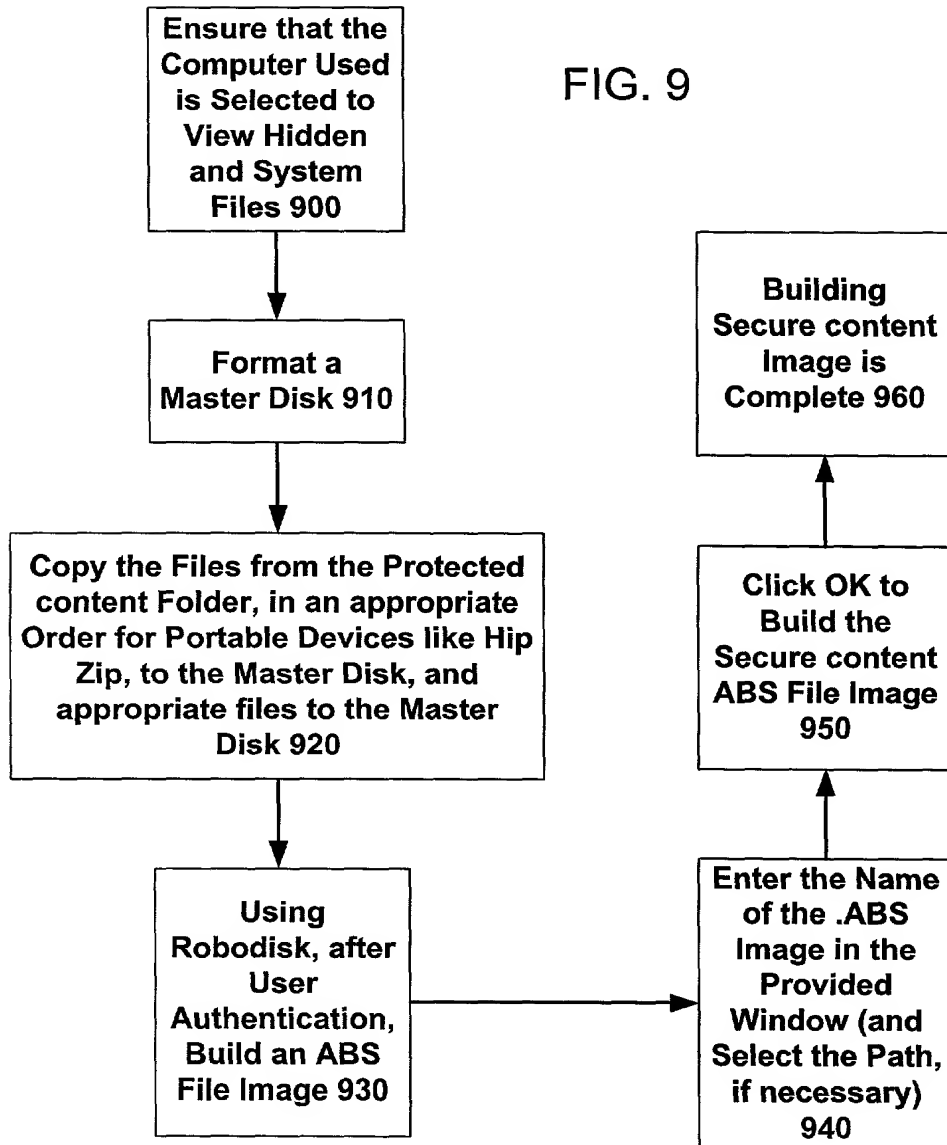 FIG. 9
Ensure that the
Computer Used
is Selected to
View Hidden
and System
Files 900
Format a
Master Disk 910
Copy the Files from the Protected
content Folder, in an appropriate
Order for Portable Devices like Hip
Zip, to the Master Disk, and
appropriate files to the Master
Disk 920
Using
Robodisk, after
User
Authentication,
Build an ABS
File Image 930
Enter the Name
of the .ABS
Image in the
Provided
Window (and
Select the Path,
if necessary)
940
Click OK to
Build the
Secure content
ABS File Image
950
Building
Secure content
Image is
Complete 960